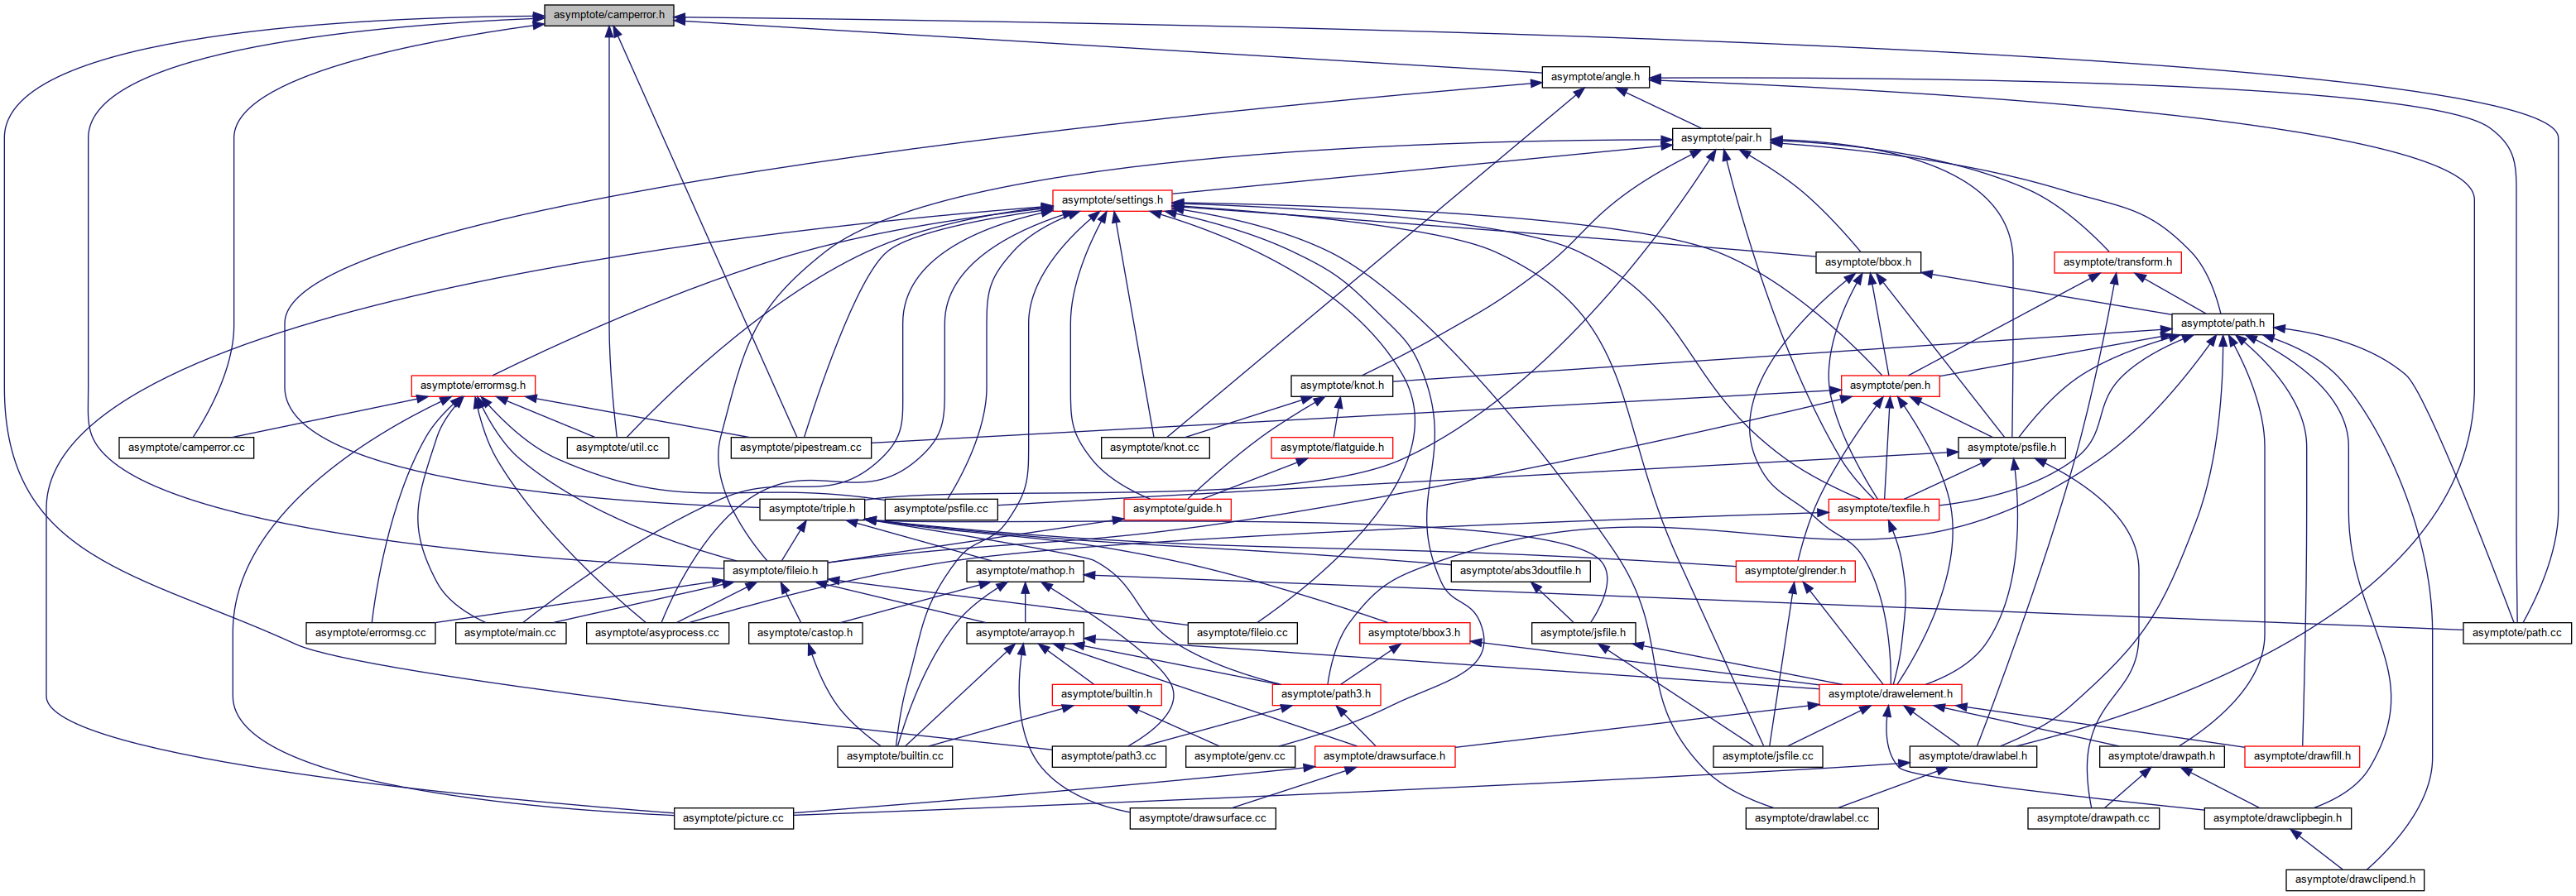 asymptote/camperror.h
asymptote/angle.h
asymptote/pair.h
asymptote/settings.h
asymptote/bbox.h
asymptote/transform.h
asymptote/path.h
asymptote/errormsg.h
asymptote/knot.h
asymptote/pen.h
asymptote/camperror.cc
asymptote/util.cc
asymptote/pipestream.cc
asymptote/knot.cc
asymptote/flatguide.h
asymptote/psfile.h
asymptote/triple.h
asymptote/psfile.cc
asymptote/guide.h
asymptote/texfile.h
asymptote/fileio.h
asymptote/mathop.h
asymptote/abs3doutfile.h
asymptote/glrender.h
asymptote/errormsg.cc
asymptote/main.cc
asymptote/asyprocess.cc
asymptote/castop.h
asymptote/arrayop.h
asymptote/fileio.cc
asymptote/bbox3.h
asymptote/jsfile.h
asymptote/path.cc
asymptote/builtin.h
asymptote/path3.h
asymptote/drawelement.h
asymptote/builtin.cc
asymptote/path3.cc
asymptote/genv.cc
asymptote/drawsurface.h
asymptote/jsfile.cc
asymptote/drawlabel.h
asymptote/drawpath.h
asymptote/drawfill.h
asymptote/picture.cc
asymptote/drawsurface.cc
asymptote/drawlabel.cc
asymptote/drawpath.cc
asymptote/drawclipbegin.h
asymptote/drawclipend.h